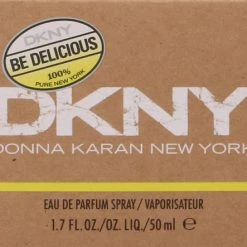 DKNY
BE DELICIOUS
100%
PURE NEW YORK
DKNY
DONNA KARAN NEW YORK
EAU DE PARFUM SPRAY/ VAPORISATEUR
1.7 FL.OZ./OZ. LIQ./50 ml ℮